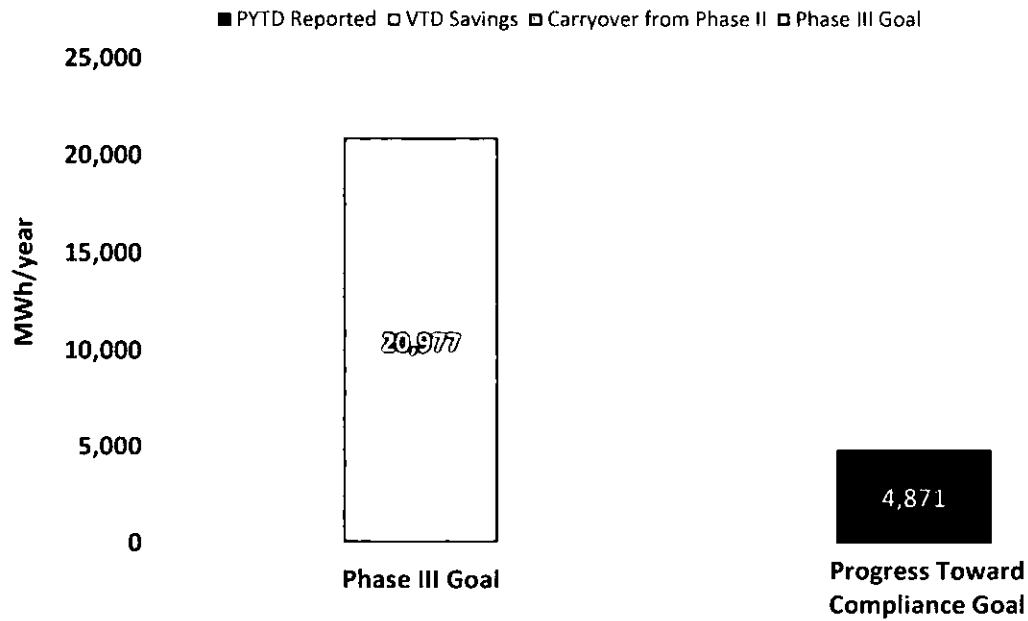 ■ PYTD Reported □ VTD Savings □ Carryover from Phase II □ Phase III Goal
25,000
20,000
15,000
10,000
5,000
0
MWh/year
20,977
4,871
Phase III Goal
Progress Toward
Compliance Goal